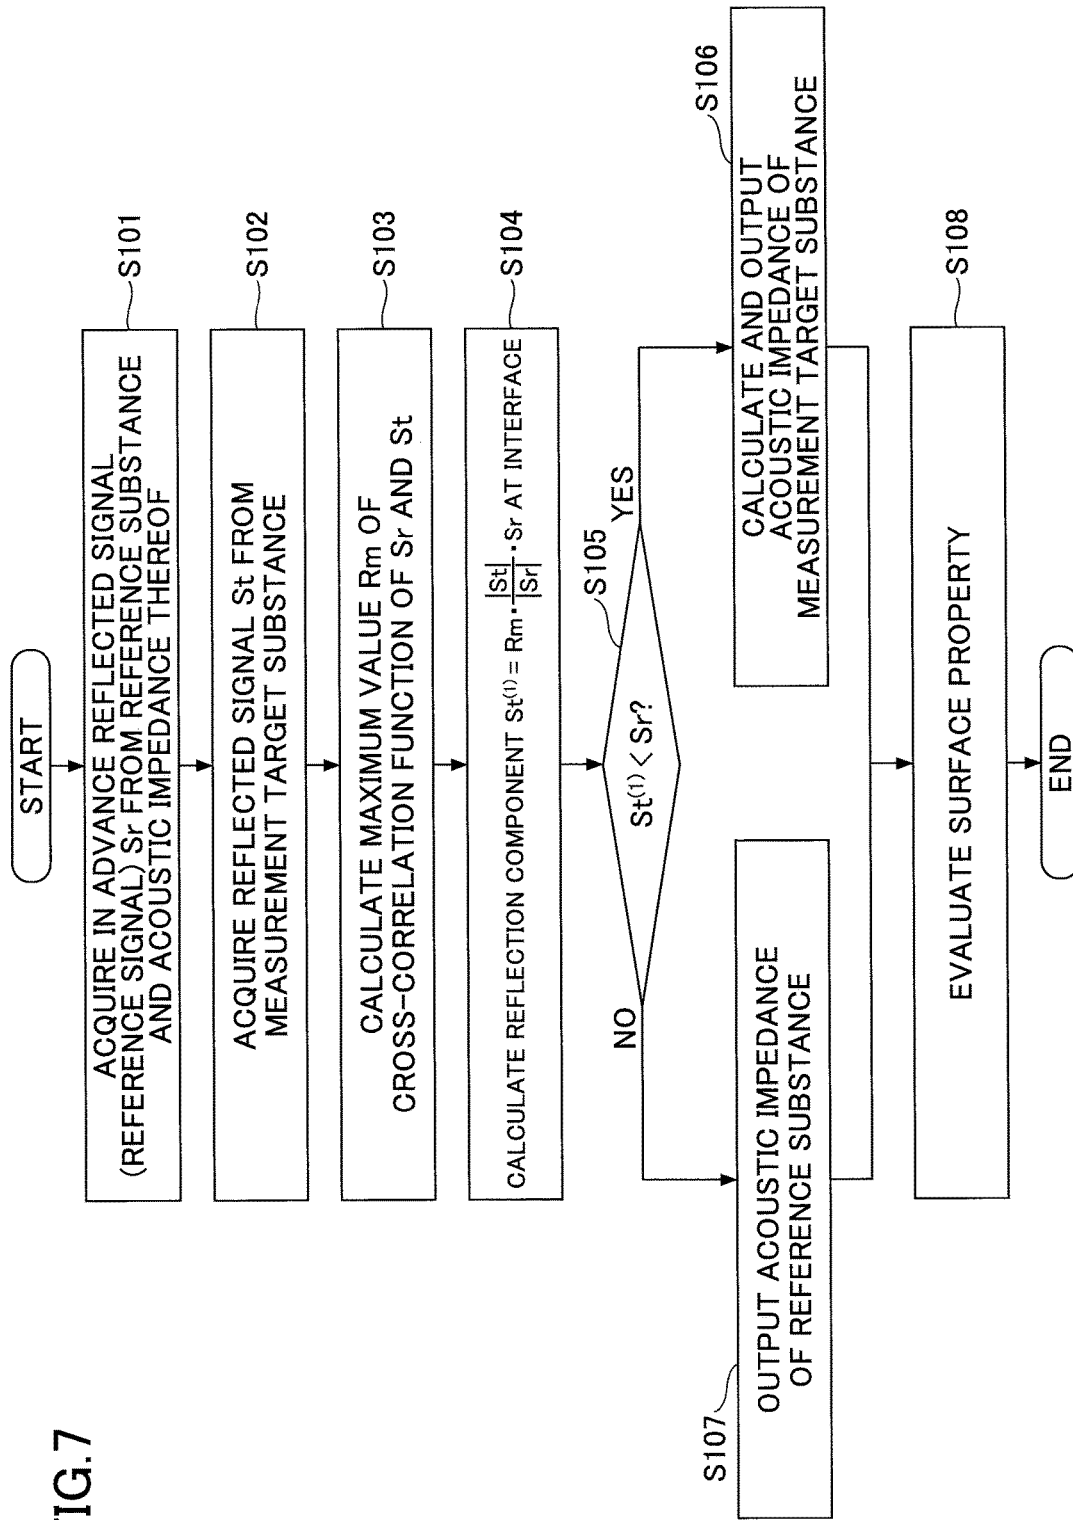 FIG.7
START
ACQUIRE IN ADVANCE REFLECTED SIGNAL
(REFERENCE SIGNAL) Sr FROM REFERENCE SUBSTANCE
AND ACOUSTIC IMPEDANCE THEREOF
S101
ACQUIRE REFLECTED SIGNAL St FROM
MEASUREMENT TARGET SUBSTANCE
S102
CALCULATE MAXIMUM VALUE Rm OF
CROSS-CORRELATION FUNCTION OF Sr AND St
S103
CALCULATE REFLECTION COMPONENT St⁽¹⁾ = Rm · |St|/|Sr| · Sr AT INTERFACE
S104
St⁽¹⁾ < Sr?
S105
NO
YES
CALCULATE AND OUTPUT
ACOUSTIC IMPEDANCE OF
MEASUREMENT TARGET SUBSTANCE
S106
S107
OUTPUT ACOUSTIC IMPEDANCE
OF REFERENCE SUBSTANCE
EVALUATE SURFACE PROPERTY
S108
END